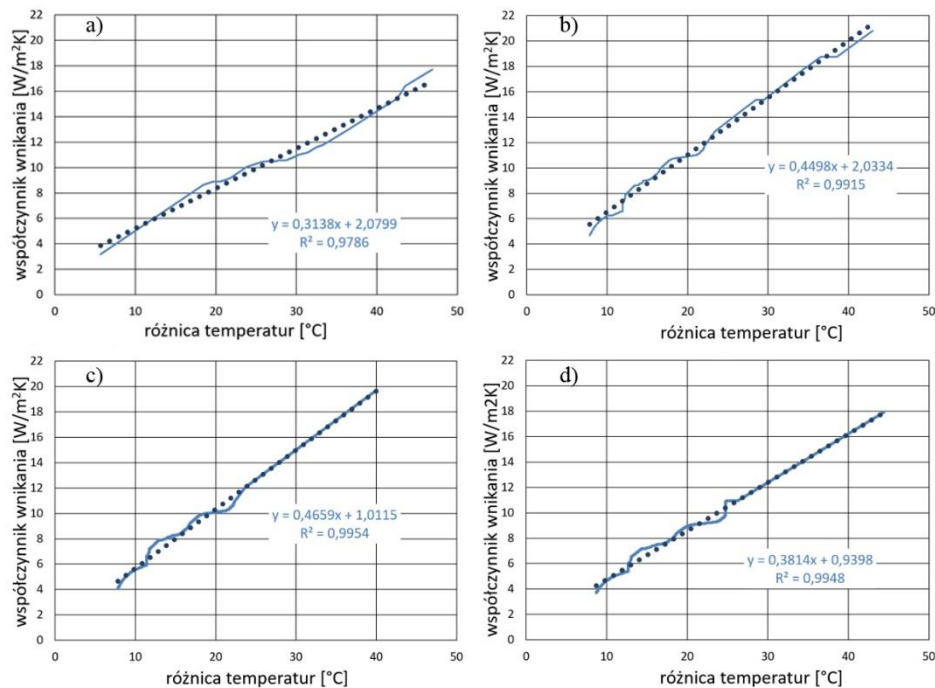 a)
współczynnik wnikania [W/m²K]
22
20
18
16
14
12
10
8
6
4
2
0
y = 0,3138x + 2,0799
R² = 0,9786
0 10 20 30 40 50
różnica temperatur [°C]
b)
współczynnik wnikania [W/m²K]
22
20
18
16
14
12
10
8
6
4
2
0
y = 0,4498x + 2,0334
R² = 0,9915
0 10 20 30 40 50
różnica temperatur [°C]
c)
współczynnik wnikania [W/m²K]
22
20
18
16
14
12
10
8
6
4
2
0
y = 0,4659x + 1,0115
R² = 0,9954
0 10 20 30 40 50
różnica temperatur [°C]
d)
współczynnik wnikania [W/m2K]
22
20
18
16
14
12
10
8
6
4
2
0
y = 0,3814x + 0,9398
R² = 0,9948
0 10 20 30 40 50
różnica temperatur [°C]